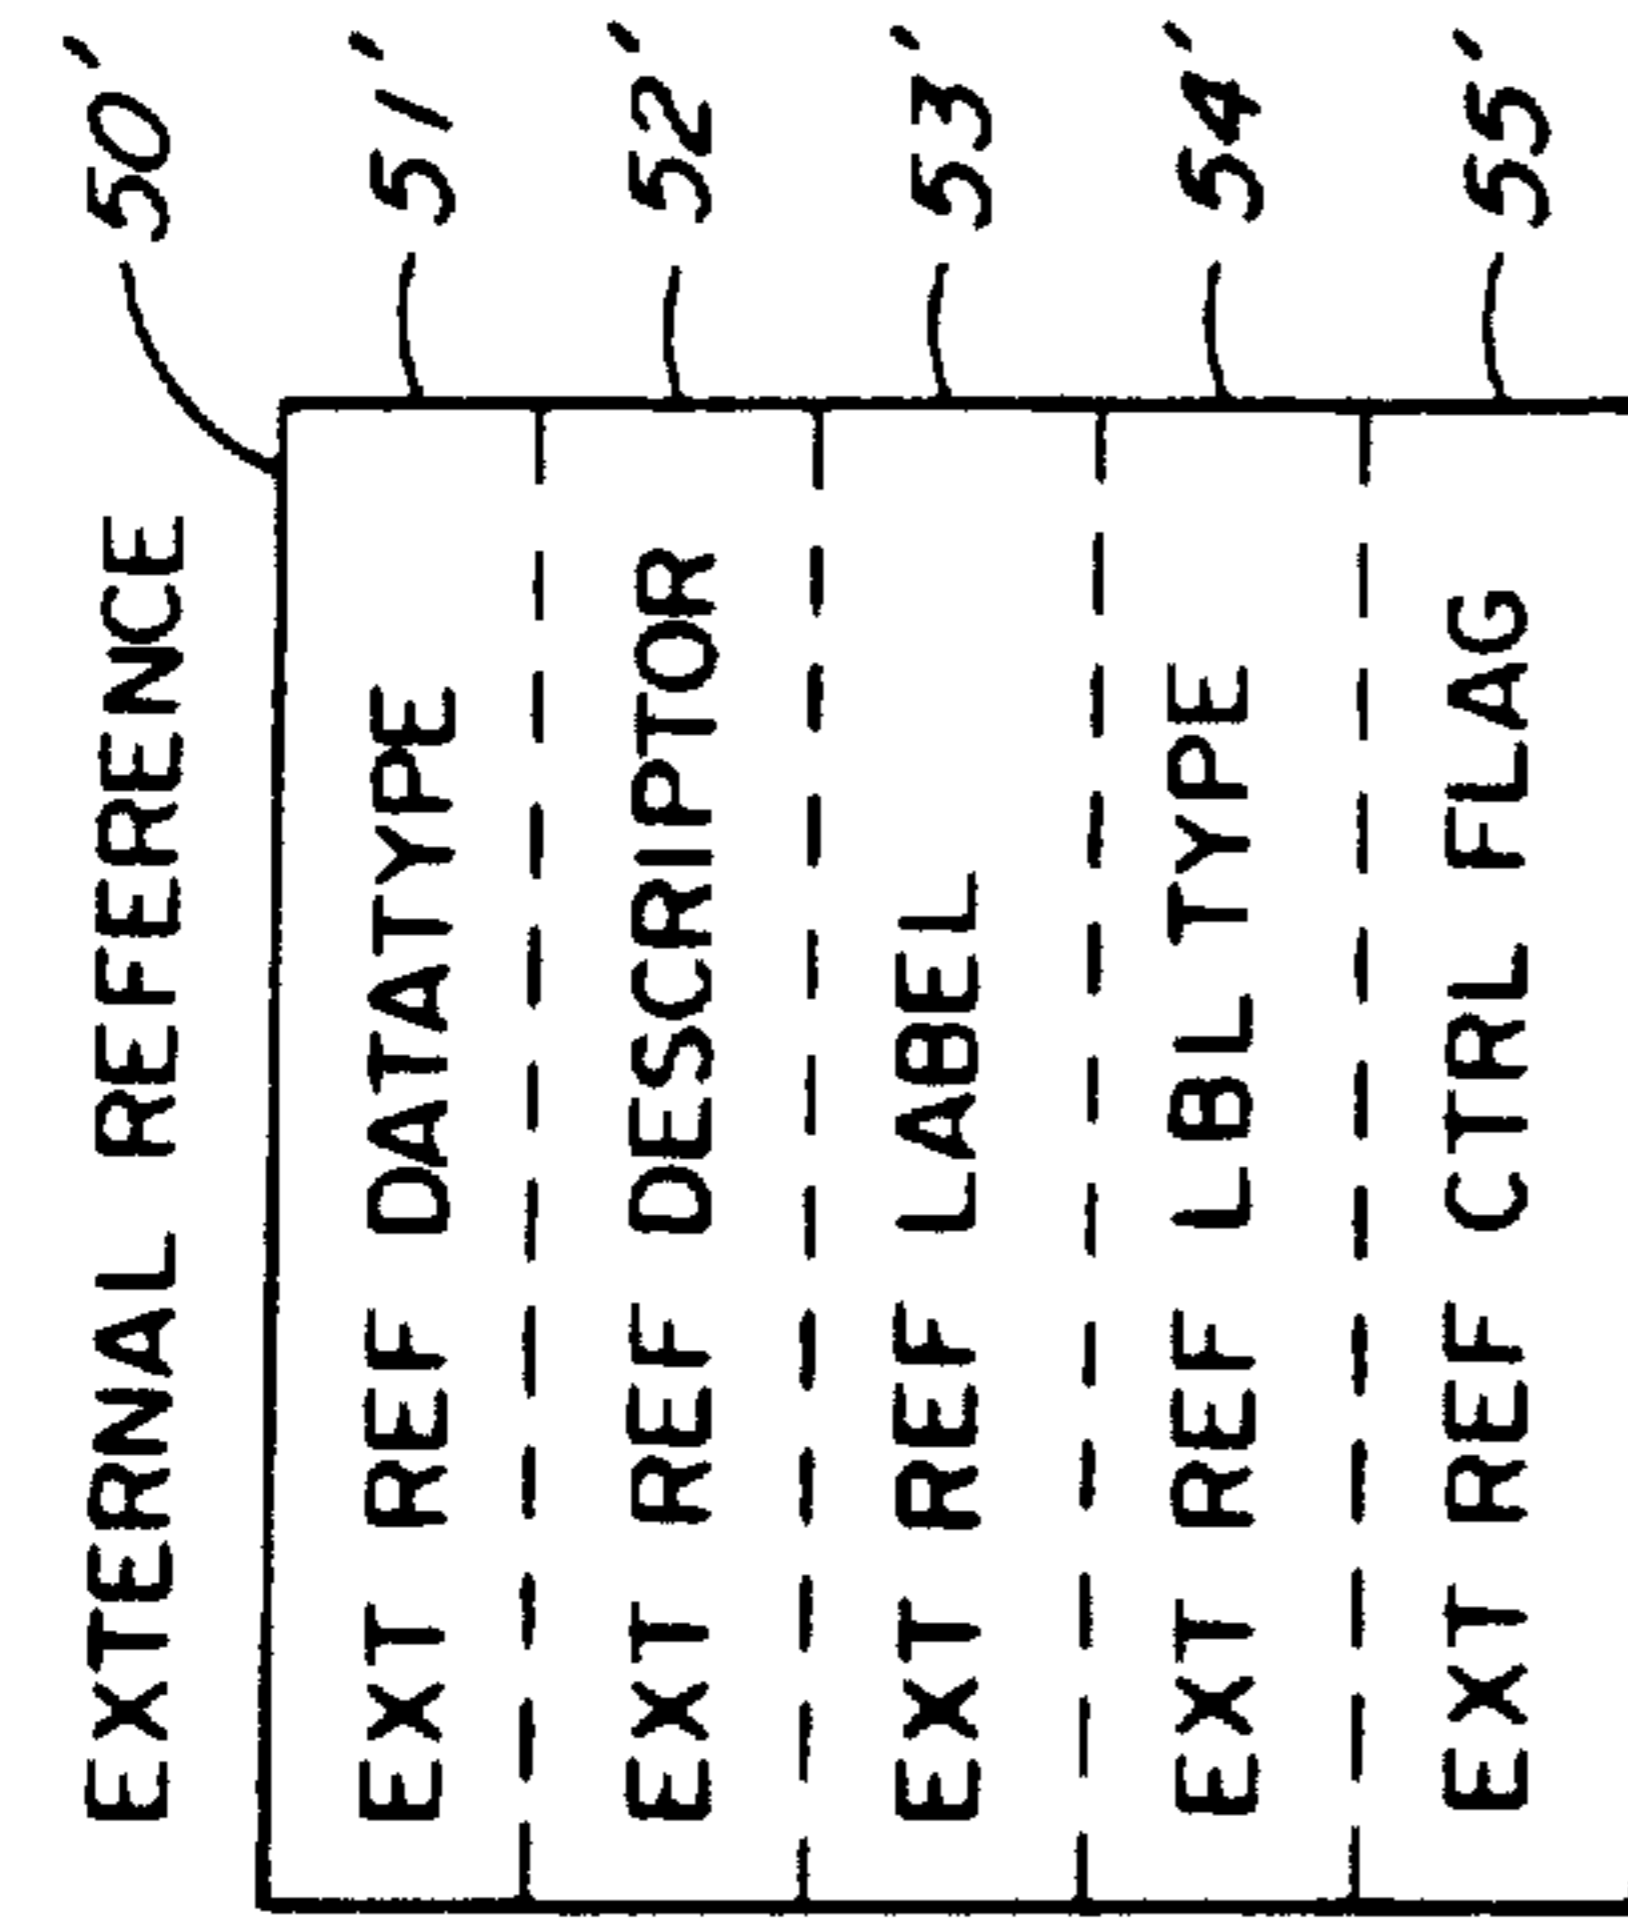 EXTERNAL REFERENCE 50'
EXT REF DATATYPE 51'
EXT REF DESCRIPTOR 52'
EXT REF LABEL 53'
EXT REF LBL TYPE 54'
EXT REF CTRL FLAG 55'